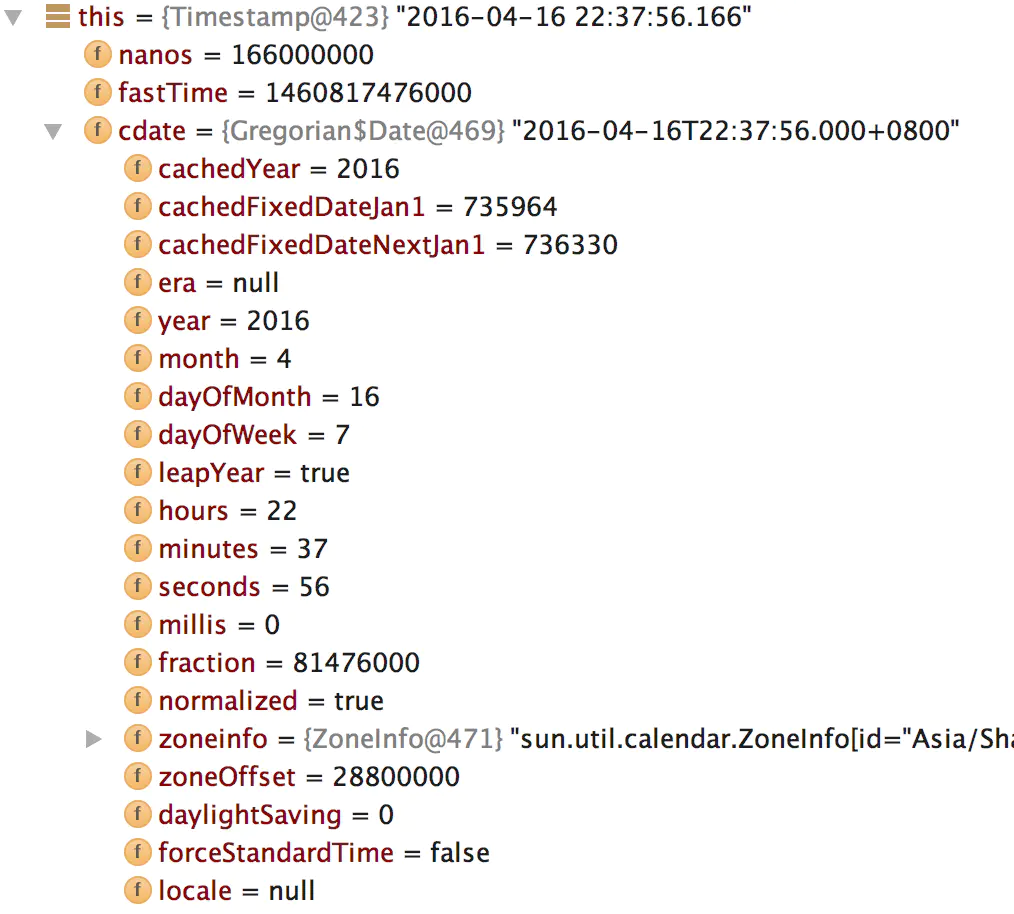 this = {Timestamp@423} "2016-04-16 22:37:56.166"
f nanos = 166000000
f fastTime = 1460817476000
f cdate = {Gregorian$Date@469} "2016-04-16T22:37:56.000+0800"
f cachedYear = 2016
f cachedFixedDateJan1 = 735964
f cachedFixedDateNextJan1 = 736330
f era = null
f year = 2016
f month = 4
f dayOfMonth = 16
f dayOfWeek = 7
f leapYear = true
f hours = 22
f minutes = 37
f seconds = 56
f millis = 0
f fraction = 81476000
f normalized = true
f zoneinfo = {ZoneInfo@471} "sun.util.calendar.ZoneInfo[id="Asia/Sha
f zoneOffset = 28800000
f daylightSaving = 0
f forceStandardTime = false
f locale = null